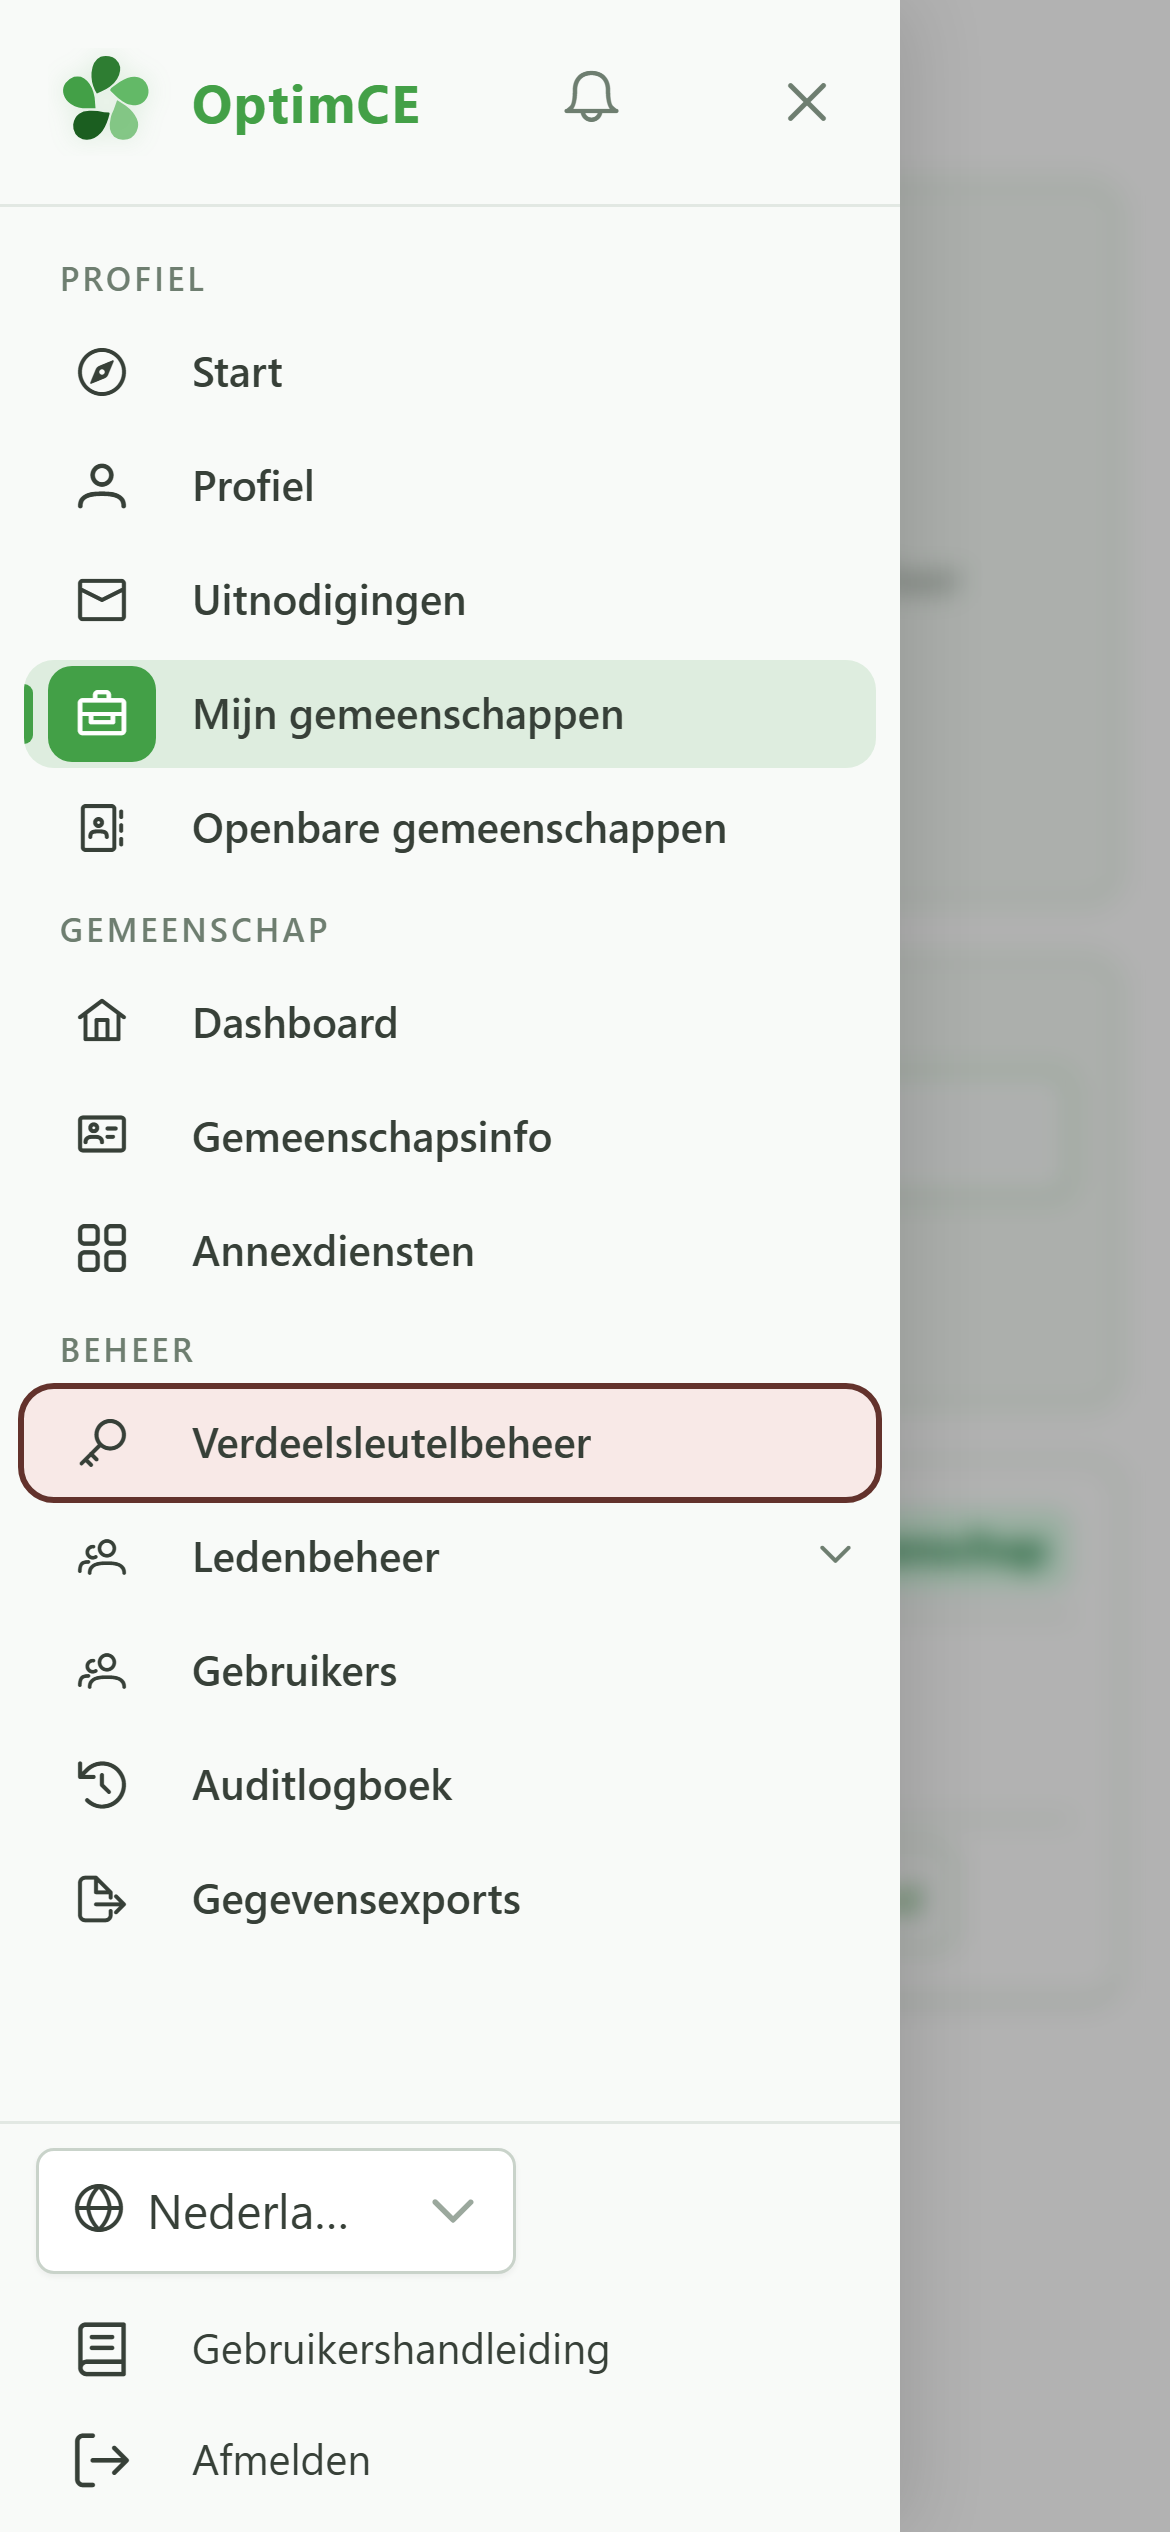 OptimCE
PROFIEL
Start
Profiel
Uitnodigingen
Mijn gemeenschappen
Openbare gemeenschappen
GEMEENSCHAP
Dashboard
Gemeenschapsinfo
Annexdiensten
BEHEER
Verdeelsleutelbeheer
Ledenbeheer
Gebruikers
Auditlogboek
Gegevensexports
Nederla...
Gebruikershandleiding
Afmelden